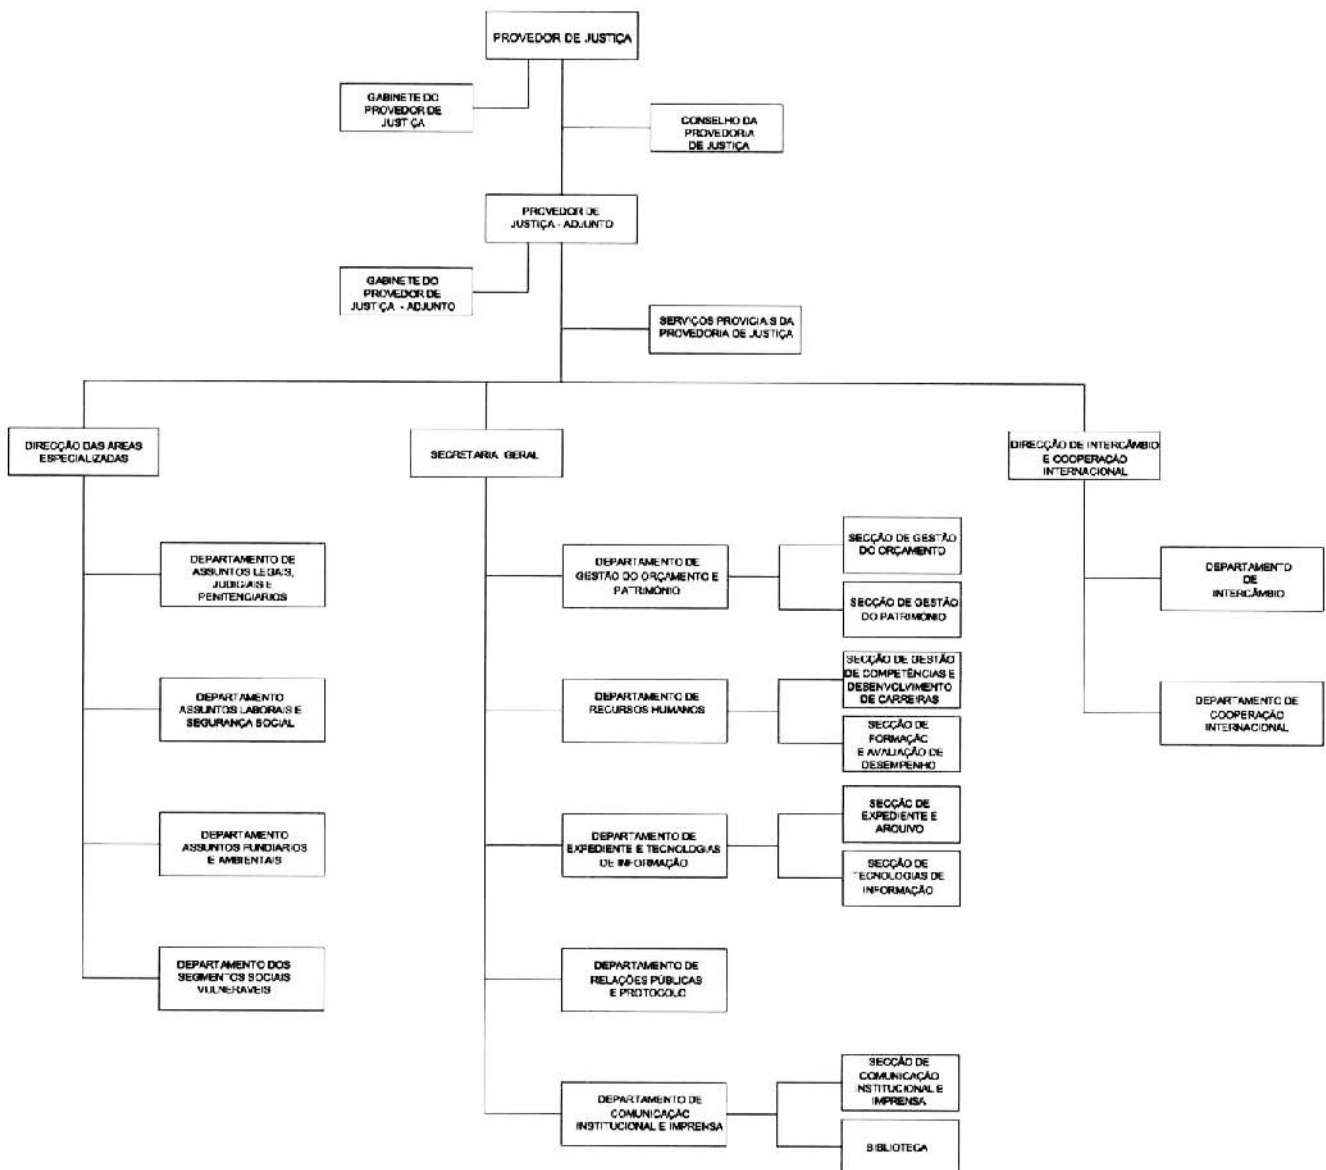 PROVEDOR DE JUSTIÇA
GABINETE DO
PROVEDOR DE
JUSTIÇA
CONSELHO DA
PROVEDORIA
DE JUSTIÇA
PROVEDOR DE
JUSTIÇA - ADJUNTO
GABINETE DO
PROVEDOR DE
JUSTIÇA - ADJUNTO
SERVIÇOS PROVICIAIS DA
PROVEDORIA DE JUSTIÇA
DIRECÇÃO DAS AREAS
ESPECIALIZADAS
SECRETARIA GERAL
DIRECÇÃO DE INTERCÂMBIO
E COOPERAÇÃO
INTERNACIONAL
DEPARTAMENTO DE
ASSUNTOS LEGAIS,
JUDICIAIS E
PENITENCIARIOS
DEPARTAMENTO
ASSUNTOS LABORAIS E
SEGURANÇA SOCIAL
DEPARTAMENTO
ASSUNTOS FUNDIARIOS
E AMBIENTAIS
DEPARTAMENTO DOS
SEGMENTOS SOCIAIS
VULNERAVEIS
DEPARTAMENTO DE
GESTÃO DO ORÇAMENTO E
PATRIMÓNIO
SECÇÃO DE GESTÃO
DO ORÇAMENTO
SECÇÃO DE GESTÃO
DO PATRIMÓNIO
DEPARTAMENTO DE
RECURSOS HUMANOS
SECÇÃO DE GESTÃO
DE COMPETÊNCIAS E
DESENVOLVIMENTO
DE CARREIRAS
SECÇÃO DE
FORMAÇÃO
E AVALIAÇÃO DE
DESEMPENHO
DEPARTAMENTO DE
EXPEDIENTE E TECNOLOGIAS
DE INFORMAÇÃO
SECÇÃO DE
EXPEDIENTE E
ARQUIVO
SECÇÃO DE
TECNOLOGIAS DE
INFORMAÇÃO
DEPARTAMENTO DE
RELAÇÕES PÚBLICAS
E PROTOCOLO
DEPARTAMENTO DE
COMUNICAÇÃO
INSTITUCIONAL E IMPRENSA
SECÇÃO DE
COMUNICAÇÃO
INSTITUCIONAL E
IMPRENSA
BIBLIOTECA
DEPARTAMENTO
DE
INTERCÂMBIO
DEPARTAMENTO DE
COOPERAÇÃO
INTERNACIONAL